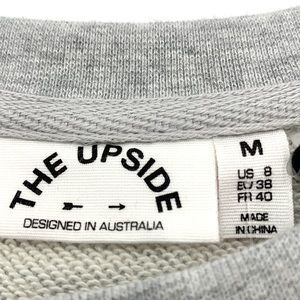 THE UPSIDE
DESIGNED IN AUSTRALIA
M
US 8
EU 38
FR 40
MADE
IN CHINA